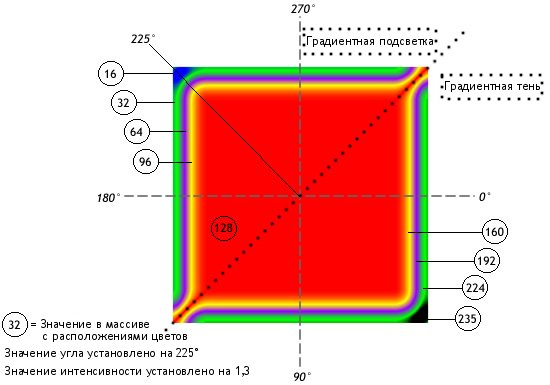 270°
Градиентная подсветка
225°
16
Градиентная тень
32
64
96
180°
0°
128
160
192
224
235
32 = Значение в массиве
с расположениями цветов
Значение угла установлено на 225°
Значение интенсивности установлено на 1,3
90°